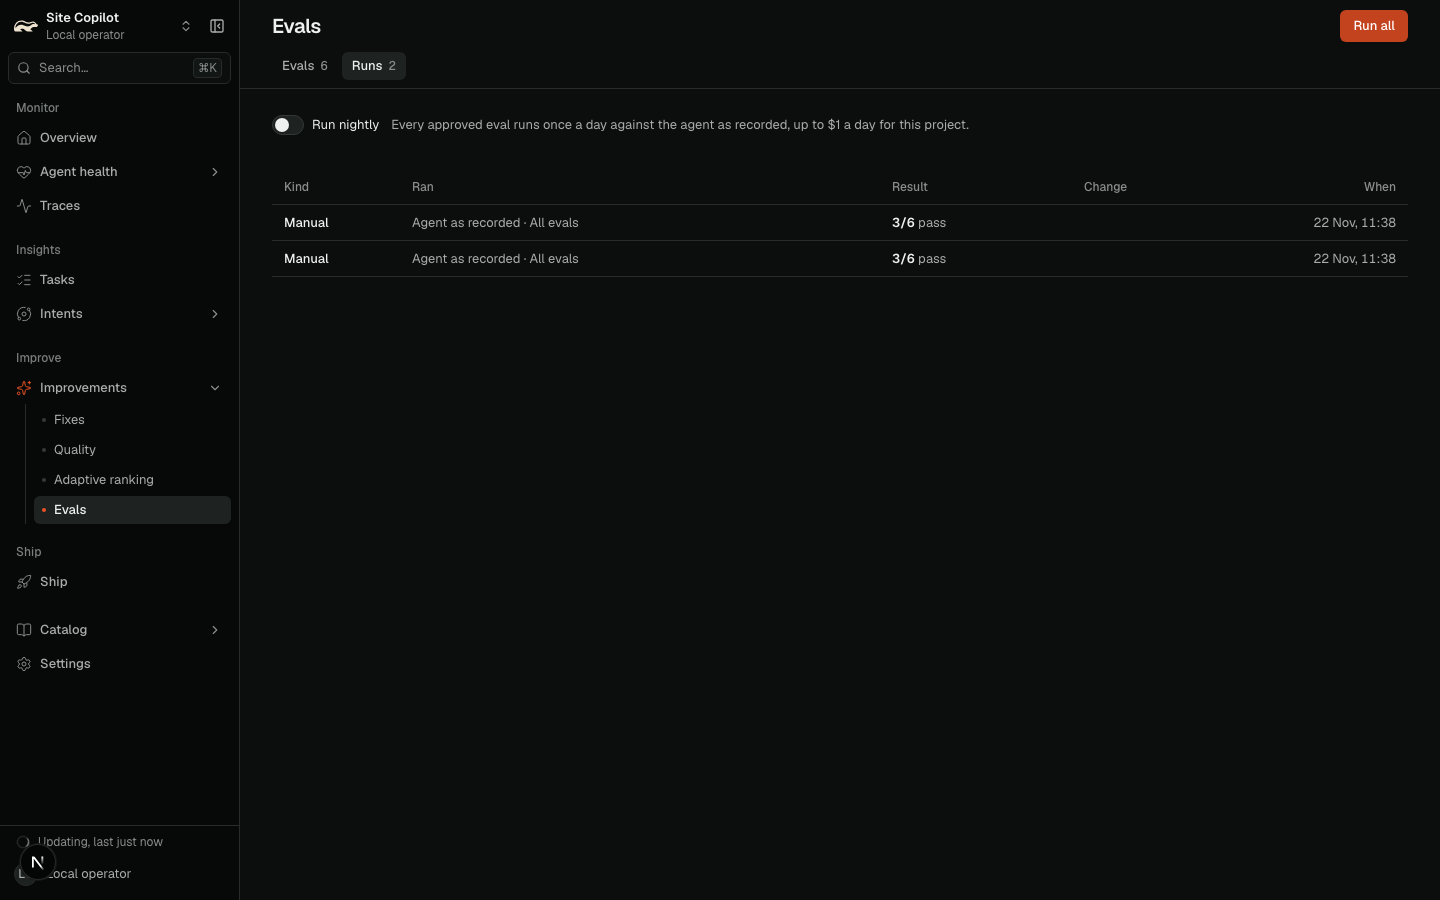 Site Copilot
Local operator
Search...
⌘K
Monitor
Overview
Agent health
Traces
Insights
Tasks
Intents
Improve
Improvements
Fixes
Quality
Adaptive ranking
Evals
Ship
Ship
Catalog
Settings
Updating, last just now
N
Local operator
Evals
Run all
Evals 6
Runs 2
Run nightly Every approved eval runs once a day against the agent as recorded, up to $1 a day for this project.
Kind Ran Result Change When
Manual Agent as recorded · All evals 3/6 pass 22 Nov, 11:38
Manual Agent as recorded · All evals 3/6 pass 22 Nov, 11:38